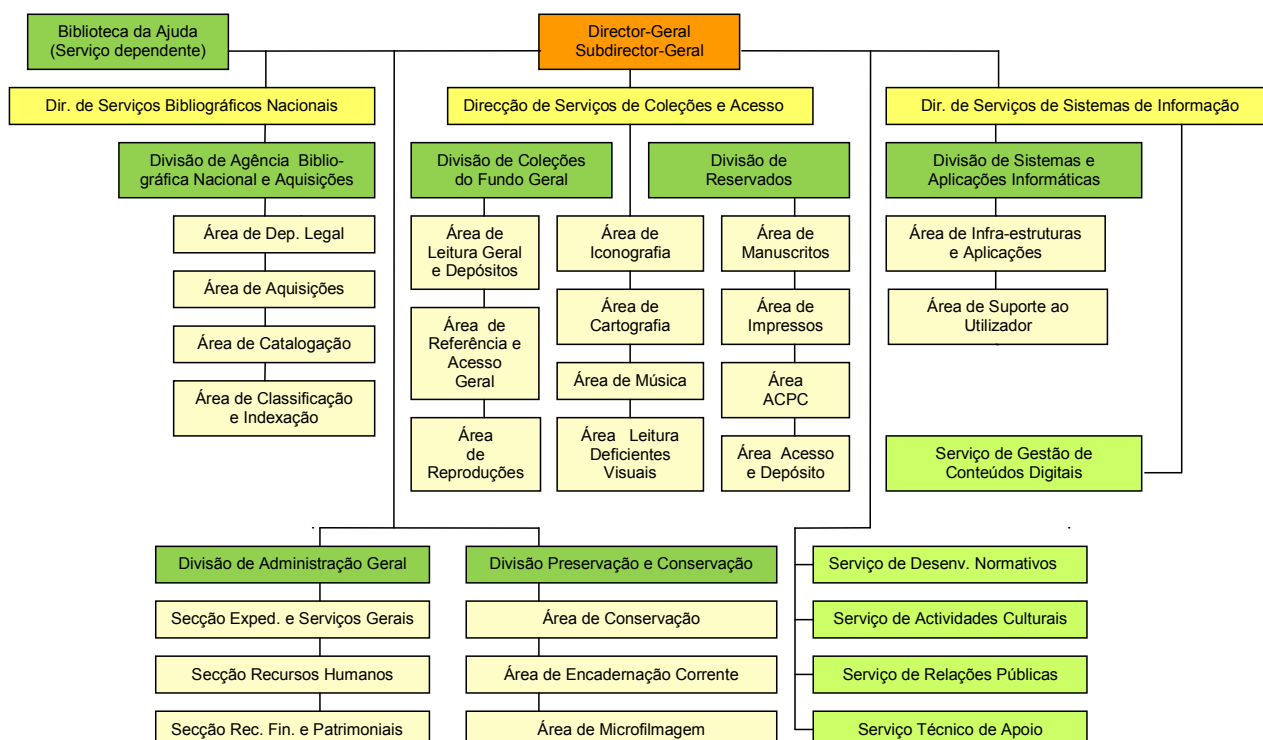 Biblioteca da Ajuda
(Serviço dependente)
Director-Geral
Subdirector-Geral
Dir. de Serviços Bibliográficos Nacionais
Direcção de Serviços de Coleções e Acesso
Dir. de Serviços de Sistemas de Informação
Divisão de Agência Biblio-
gráfica Nacional e Aquisições
Divisão de Coleções
do Fundo Geral
Divisão de
Reservados
Divisão de Sistemas e
Aplicações Informáticas
Área de Dep. Legal
Área de Aquisições
Área de Catalogação
Área de Classificação
e Indexação
Área de
Leitura Geral
e Depósitos
Área de
Referência e
Acesso
Geral
Área
de
Reproduções
Área de
Iconografia
Área de
Cartografia
Área de Música
Área Leitura
Deficientes
Visuais
Área de
Manuscritos
Área de
Impressos
Área
ACPC
Área Acesso
e Depósito
Área de Infra-estruturas
e Aplicações
Área de Suporte ao
Utilizador
Serviço de Gestão de
Conteúdos Digitais
Divisão de Administração Geral
Secção Exped. e Serviços Gerais
Secção Recursos Humanos
Secção Rec. Fin. e Patrimoniais
Divisão Preservação e Conservação
Área de Conservação
Área de Encadernação Corrente
Área de Microfilmagem
Serviço de Desenv. Normativos
Serviço de Actividades Culturais
Serviço de Relações Públicas
Serviço Técnico de Apoio